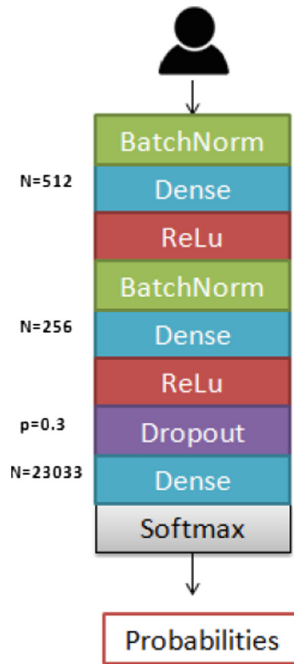 BatchNorm
N=512 Dense
ReLu
BatchNorm
N=256 Dense
ReLu
p=0.3 Dropout
N=23033 Dense
Softmax
Probabilities